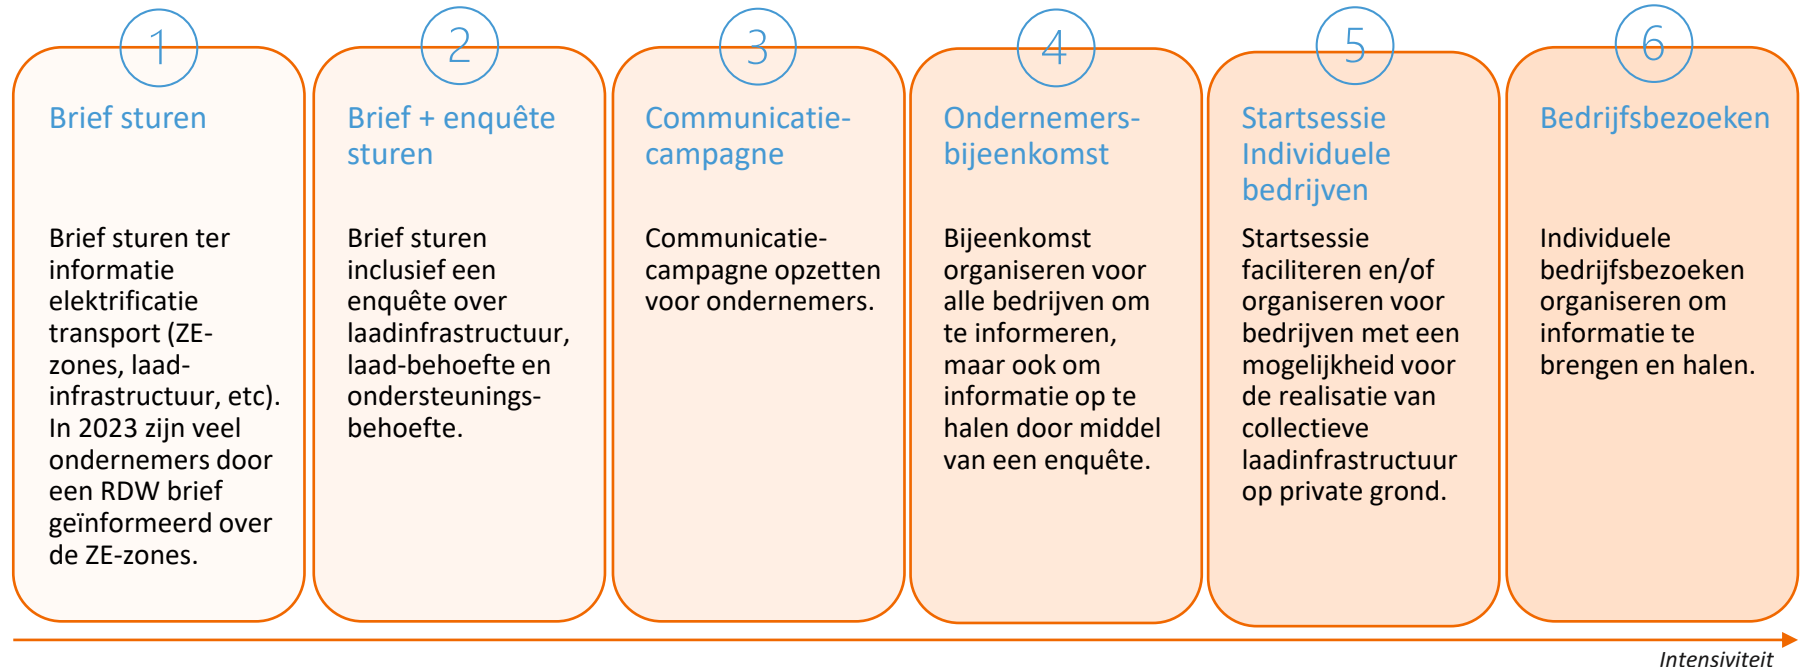 1
Brief sturen
Brief sturen ter
informatie
elektrificatie
transport (ZE-
zones, laad-
infrastructuur, etc).
In 2023 zijn veel
ondernemers door
een RDW brief
geïnformeerd over
de ZE-zones.
2
Brief + enquête
sturen
Brief sturen
inclusief een
enquête over
laadinfrastructuur,
laad-behoefte en
ondersteunings-
behoefte.
3
Communicatie-
campagne
Communicatie-
campagne opzetten
voor ondernemers.
4
Ondernemers-
bijeenkomst
Bijeenkomst
organiseren voor
alle bedrijven om
te informeren,
maar ook om
informatie op te
halen door middel
van een enquête.
5
Startsessie
Individuele
bedrijven
Startsessie
faciliteren en/of
organiseren voor
bedrijven met een
mogelijkheid voor
de realisatie van
collectieve
laadinfrastructuur
op private grond.
6
Bedrijfsbezoeken
Individuele
bedrijfsbezoeken
organiseren om
informatie te
brengen en halen.
Intensiviteit